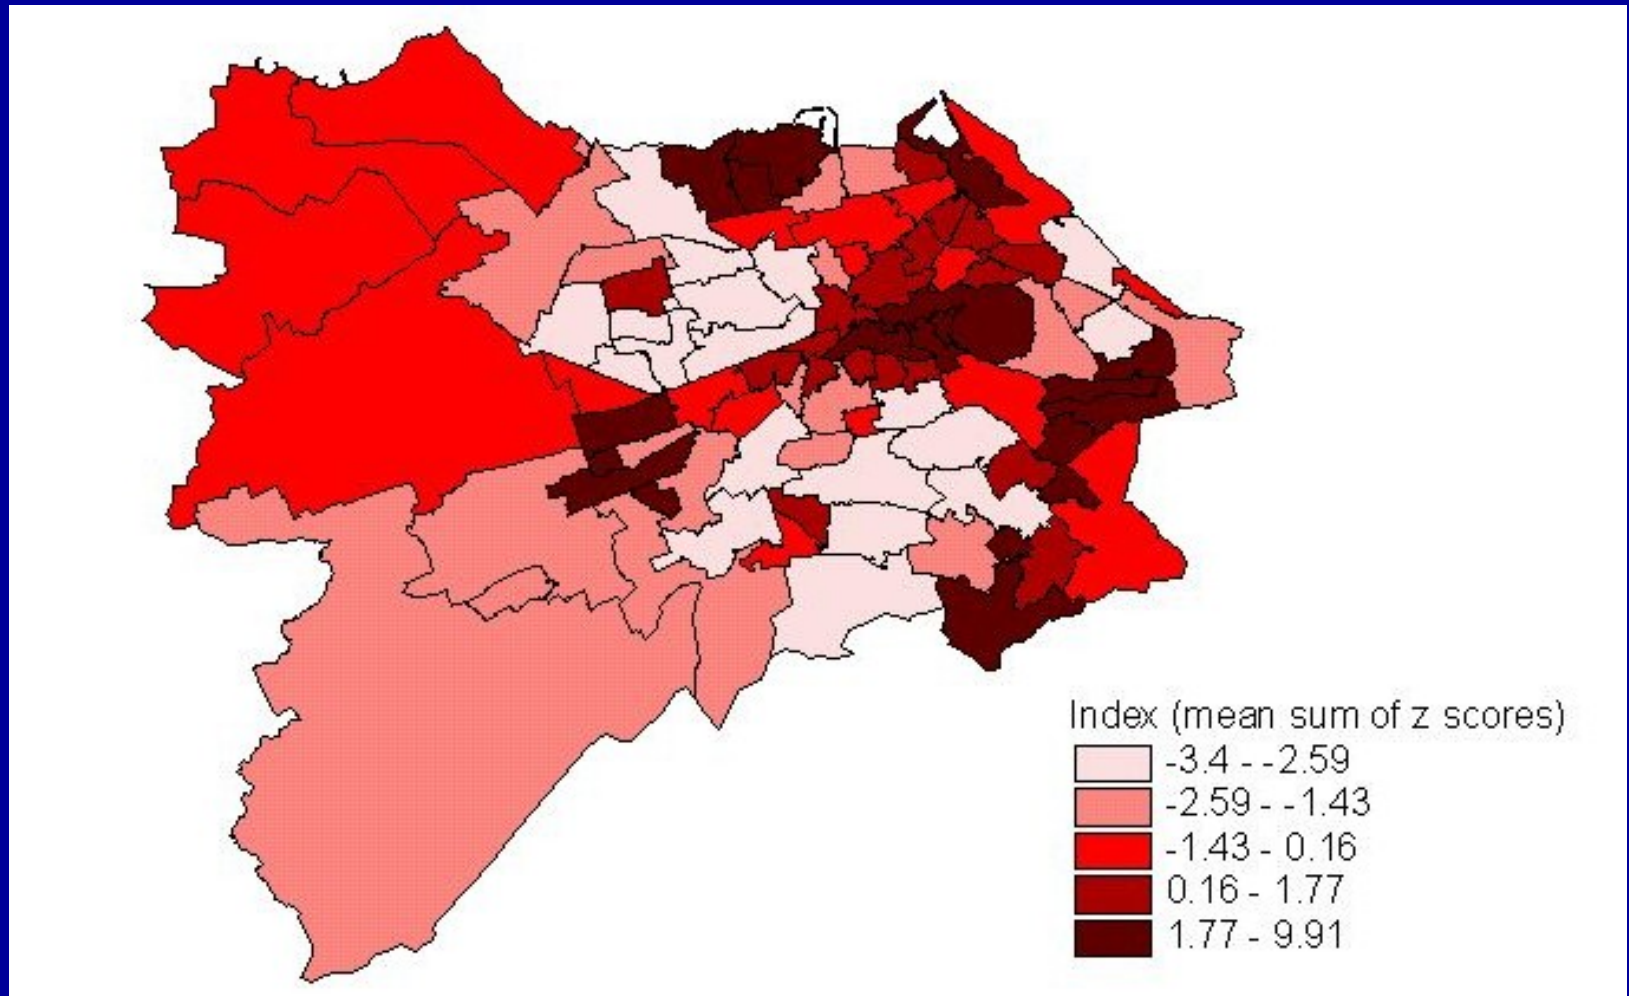 Index (mean sum of z scores)
-3.4 - -2.59
-2.59 - -1.43
-1.43 - 0.16
0.16 - 1.77
1.77 - 9.91